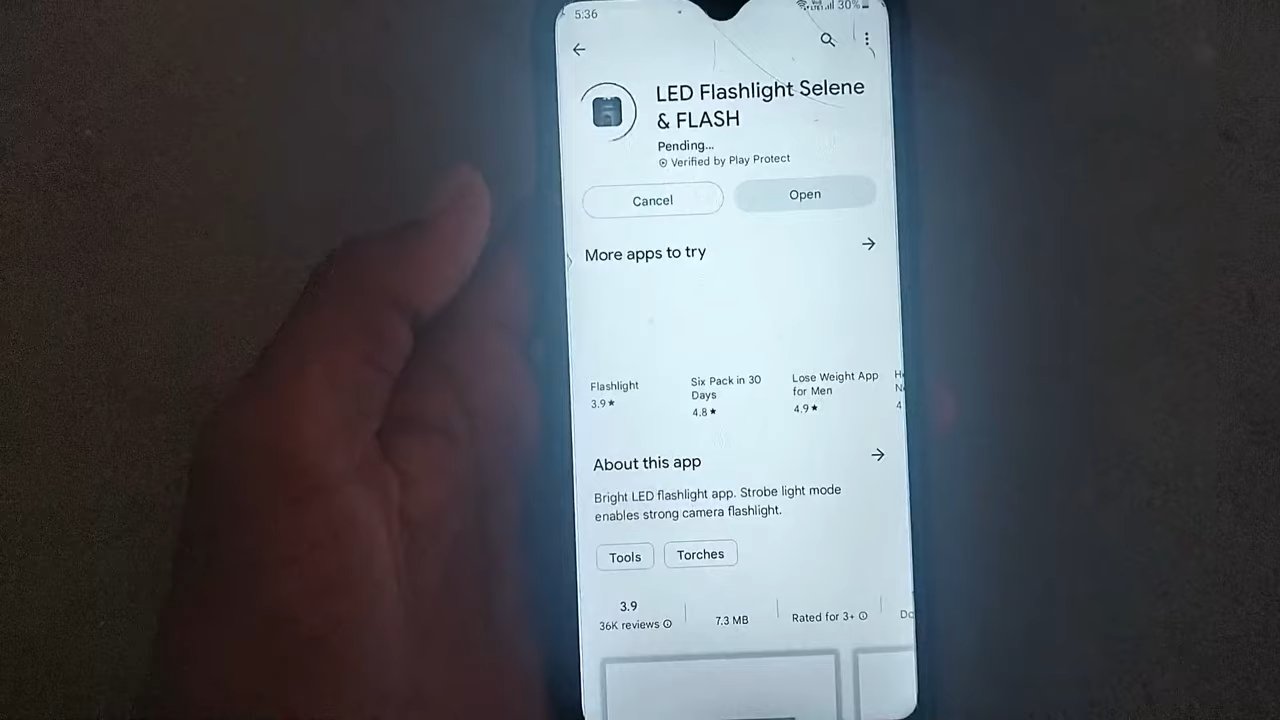 5:36
30%
LED Flashlight Selene
& FLASH
Pending...
Verified by Play Protect
Cancel
Open
More apps to try
Flashlight
3.9★
Six Pack in 30
Days
4.8★
Lose Weight App
for Men
4.9★
4
About this app
Bright LED flashlight app. Strobe light mode
enables strong camera flashlight.
Tools
Torches
3.9
36K reviews
7.3 MB
Rated for 3+